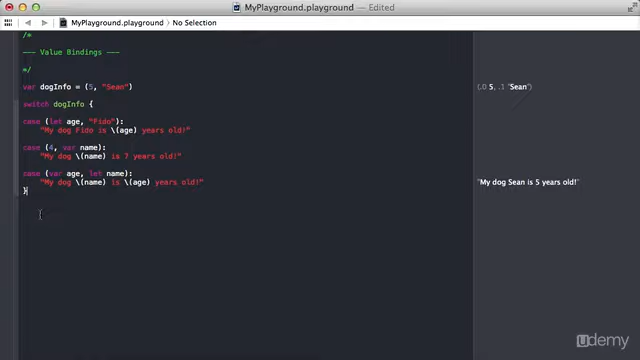 MyPlayground.playground — Edited
MyPlayground.playground › No Selection
/*
--- Value Bindings ---
*/
var dogInfo = (5, "Sean")
(.0 5, .1 "Sean")
switch dogInfo {
case (let age, "Fido"):
"My dog Fido is \(age) years old!"
case (4, var name):
"My dog \(name) is 7 years old!"
case (var age, let name):
"My dog \(name) is \(age) years old!"
"My dog Sean is 5 years old!"
}
udemy